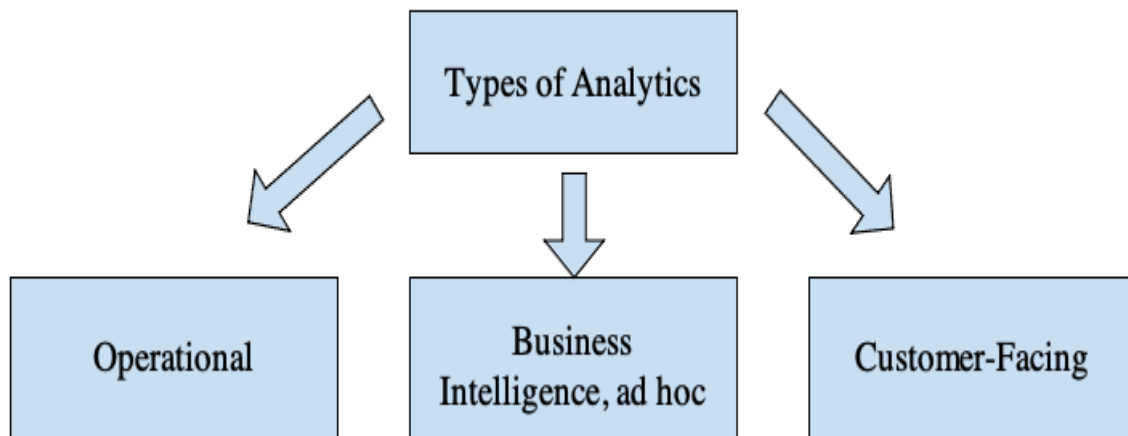 Types of Analytics
Operational
Business
Intelligence, ad hoc
Customer-Facing